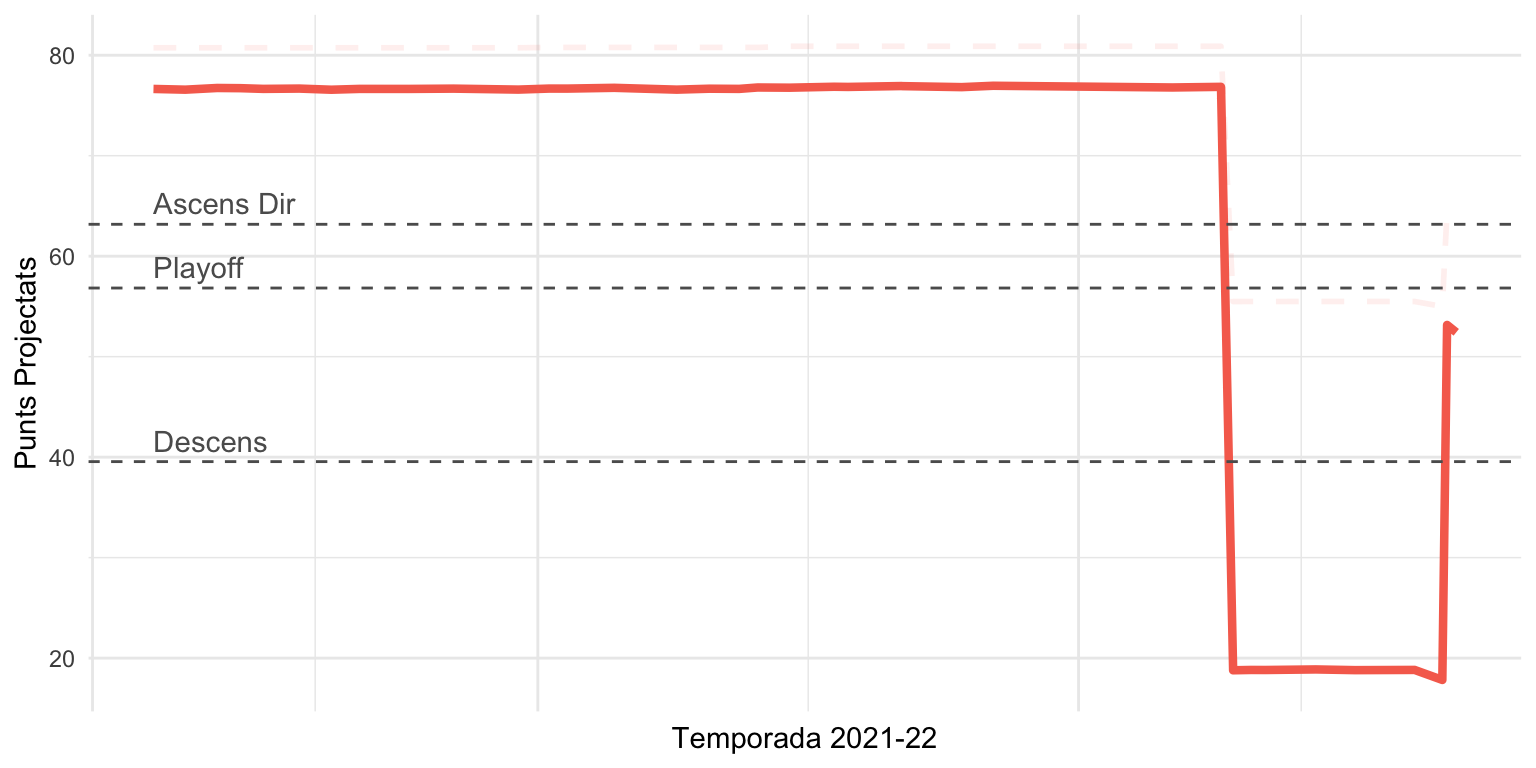 80
Ascens Dir
60
Playoff
Descens
40
20
Punts Projectats
Temporada 2021-22